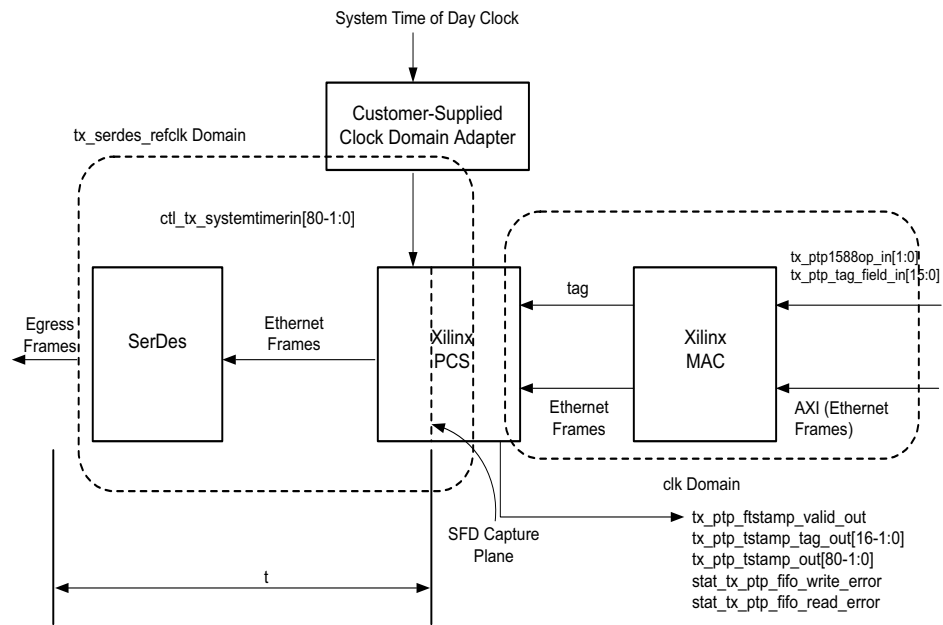 System Time of Day Clock
Customer-Supplied
Clock Domain Adapter
tx_serdes_refclk Domain
ctl_tx_systemtimerin[80-1:0]
tx_ptp1588op_in[1:0]
tx_ptp_tag_field_in[15:0]
tag
SerDes
Xilinx
PCS
Xilinx
MAC
Egress
Frames
Ethernet
Frames
Ethernet
Frames
AXI (Ethernet
Frames)
clk Domain
SFD Capture
Plane
tx_ptp_ftstamp_valid_out
tx_ptp_tstamp_tag_out[16-1:0]
tx_ptp_tstamp_out[80-1:0]
stat_tx_ptp_fifo_write_error
stat_tx_ptp_fifo_read_error
t